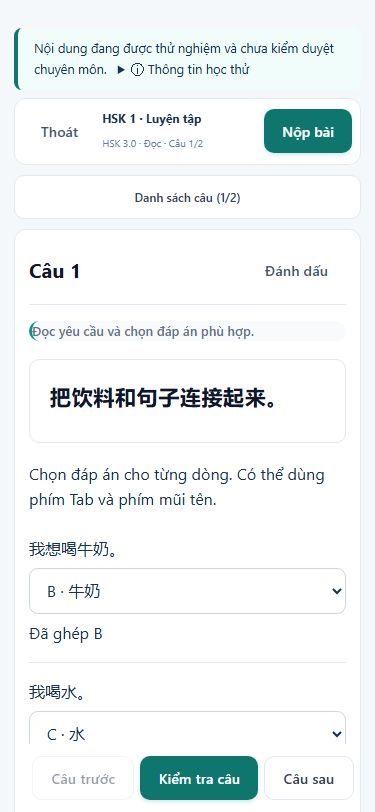 Nội dung đang được thử nghiệm và chưa kiểm duyệt
chuyên môn. ▶ ⓘ Thông tin học thử
Thoát
HSK 1 · Luyện tập
HSK 3.0 · Đọc · Câu 1/2
Nộp bài
Danh sách câu (1/2)
Câu 1
Đánh dấu
Đọc yêu cầu và chọn đáp án phù hợp.
把饮料和句子连接起来。
Chọn đáp án cho từng dòng. Có thể dùng
phím Tab và phím mũi tên.
我想喝牛奶。
B · 牛奶
Đã ghép B
我喝水。
C · 水
Câu trước
Kiểm tra câu
Câu sau